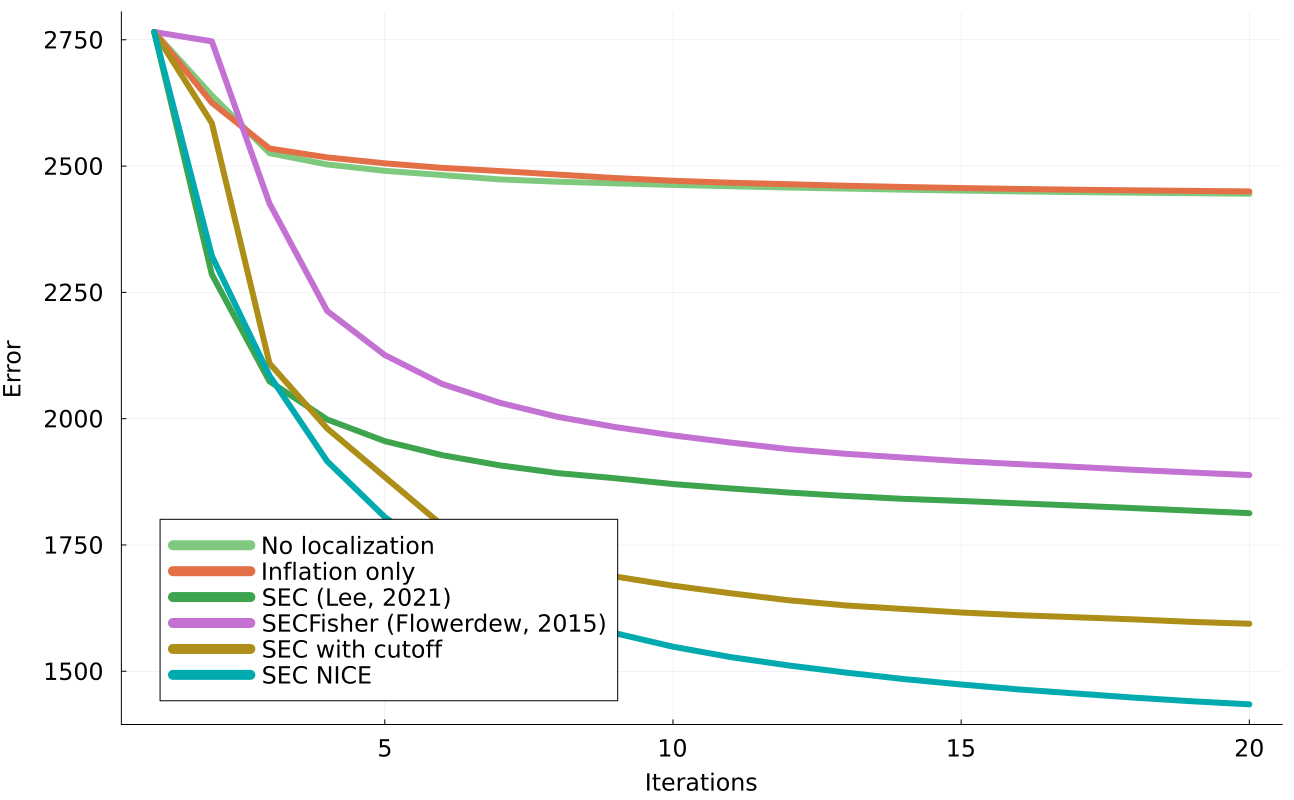 2750
2500
2250
2000
1750
1500
Error
No localization
Inflation only
SEC (Lee, 2021)
SECFisher (Flowerdew, 2015)
SEC with cutoff
SEC NICE
5
10
15
20
Iterations